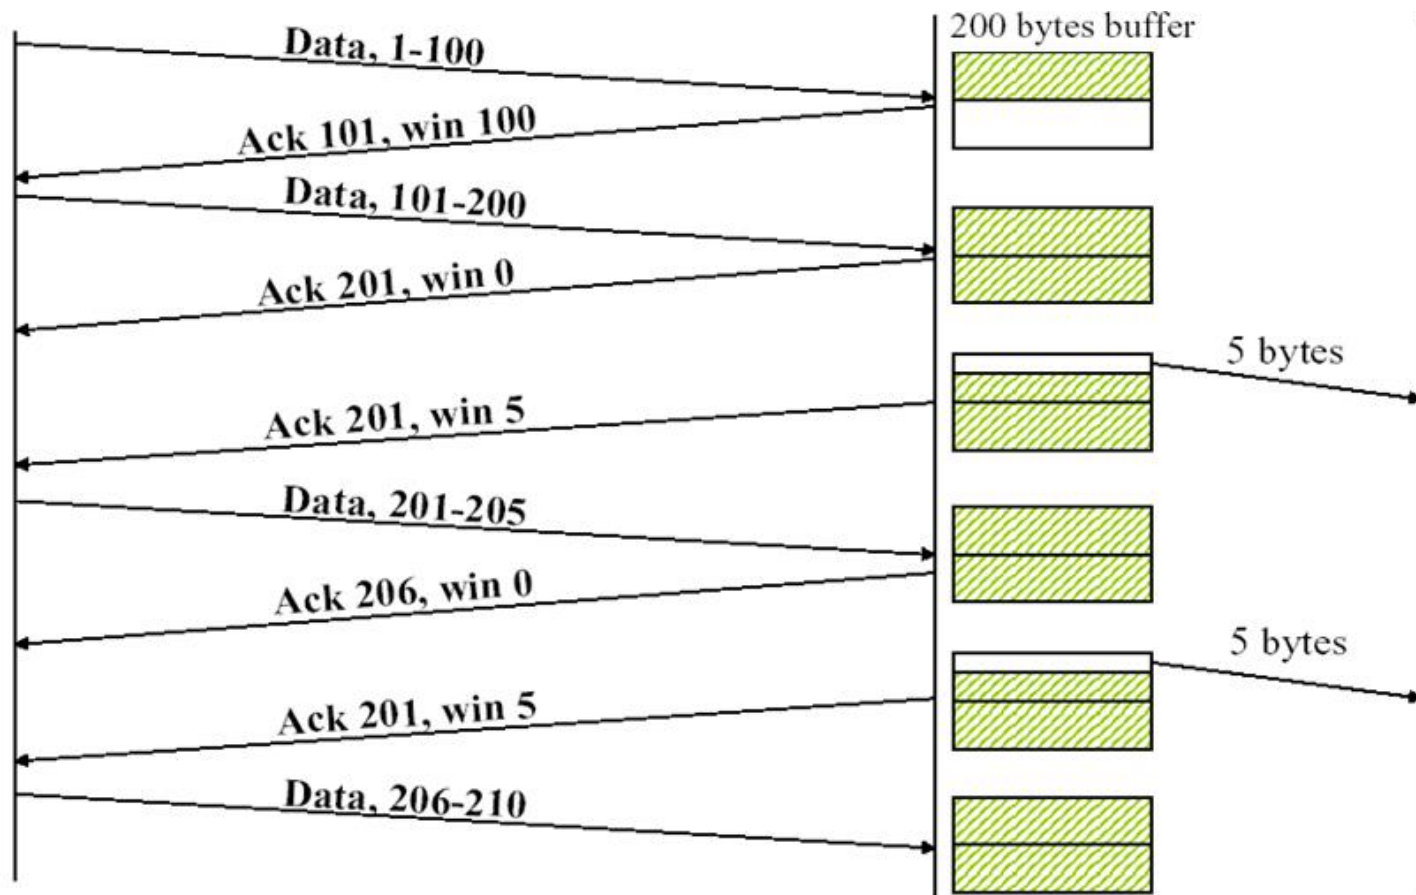 200 bytes buffer
Data, 1-100
Ack 101, win 100
Data, 101-200
Ack 201, win 0
5 bytes
Ack 201, win 5
Data, 201-205
Ack 206, win 0
5 bytes
Ack 201, win 5
Data, 206-210